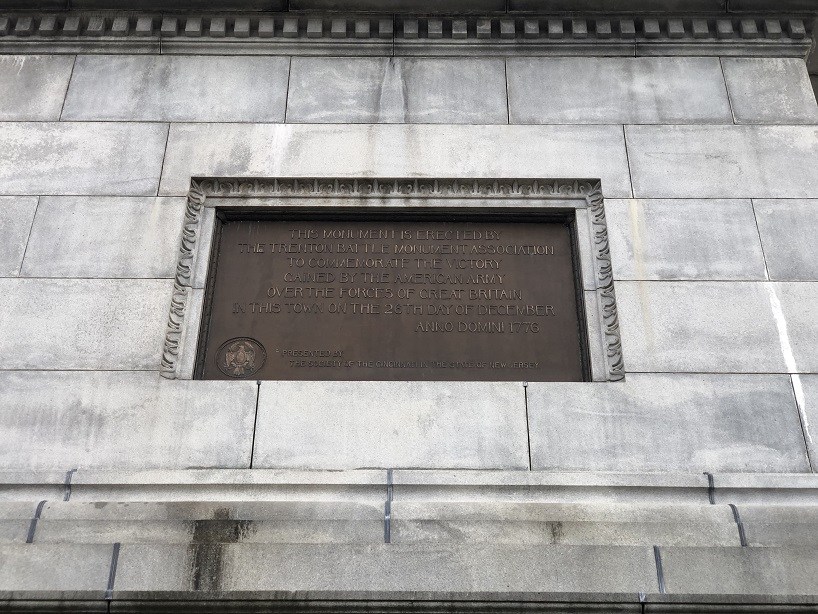 THIS MONUMENT IS ERECTED BY
THE TRENTON BATTLE MONUMENT ASSOCIATION
TO COMMEMORATE THE VICTORY
GAINED BY THE AMERICAN ARMY
OVER THE FORCES OF GREAT BRITAIN
IN THIS TOWN ON THE 26TH DAY OF DECEMBER
ANNO DOMINI 1776
PRESENTED BY
THE SOCIETY OF THE CINCINNATI IN THE STATE OF NEW JERSEY